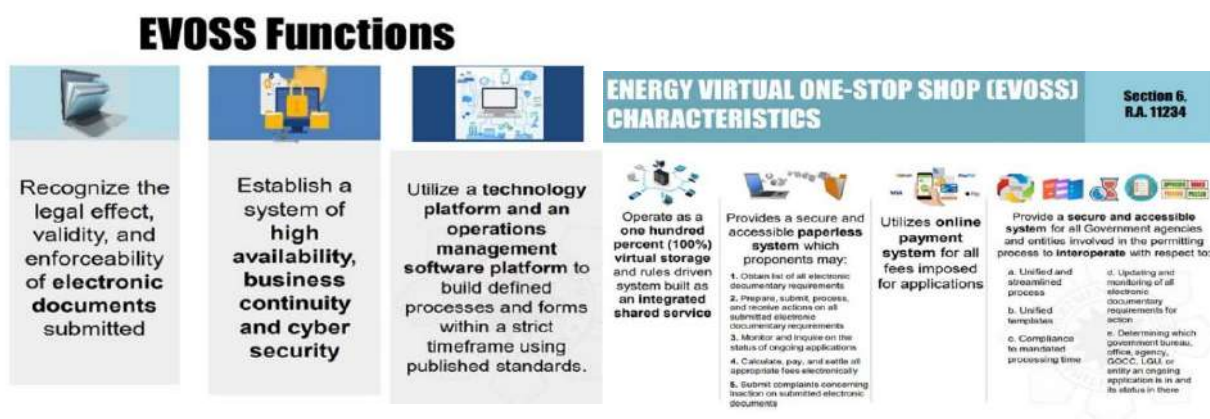 EVOSS Functions
Recognize the
legal effect,
validity, and
enforceability
of electronic
documents
submitted
Establish a
system of
high
availability,
business
continuity
and cyber
security
Utilize a technology
platform and an
operations
management
software platform to
build defined
processes and forms
within a strict
timeframe using
published standards.
ENERGY VIRTUAL ONE-STOP SHOP (EVOSS)
CHARACTERISTICS
Section 6,
R.A. 11234
Operate as a
one hundred
percent (100%)
virtual storage
and rules driven
system built as
an integrated
shared service
Provides a secure and
accessible paperless
system which
proponents may:
1. Obtain list of all electronic
documentary requirements
2. Prepare, submit, process,
and receive actions on all
submitted electronic
documentary requirements
3. Monitor and inquire on the
status of ongoing applications
4. Calculate, pay, and settle all
appropriate fees electronically
5. Submit complaints concerning
inaction on submitted electronic
documents
VISA
Pay
Utilizes online
payment
system for all
fees imposed
for applications
Provide a secure and accessible
system for all Government agencies
and entities involved in the permitting
process to interoperate with respect to:
a. Unified and
streamlined
process
b. Unified
templates
c. Compliance
to mandated
processing time
d. Updating and
monitoring of all
electronic
documentary
requirements for
action
e. Determining which
government bureau,
office, agency,
GOCC, LGU, or
entity an ongoing
application is in and
its status in there